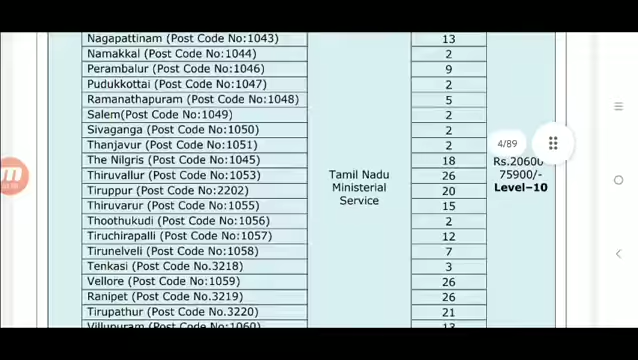 Nagapattinam (Post Code No:1043) 13
Namakkal (Post Code No:1044) 2
Perambalur (Post Code No:1046) 9
Pudukkottai (Post Code No:1047) 2
Ramanathapuram (Post Code No:1048) 5
Salem(Post Code No:1049) 2
Sivaganga (Post Code No:1050) 2
Thanjavur (Post Code No:1051) 2
The Nilgris (Post Code No:1045) 18
Thiruvallur (Post Code No:1053) 26
Tiruppur (Post Code No:2202) 20
Thiruvarur (Post Code No:1055) 15
Thoothukudi (Post Code No:1056) 2
Tiruchirapalli (Post Code No:1057) 12
Tirunelveli (Post Code No:1058) 7
Tenkasi (Post Code No.3218) 3
Vellore (Post Code No:1059) 26
Ranipet (Post Code No.3219) 26
Tirupathur (Post Code No.3220) 21
Villupuram (Post Code No:1060) 13
Tamil Nadu
Ministerial
Service
4/89
Rs.20600
75900/-
Level–10